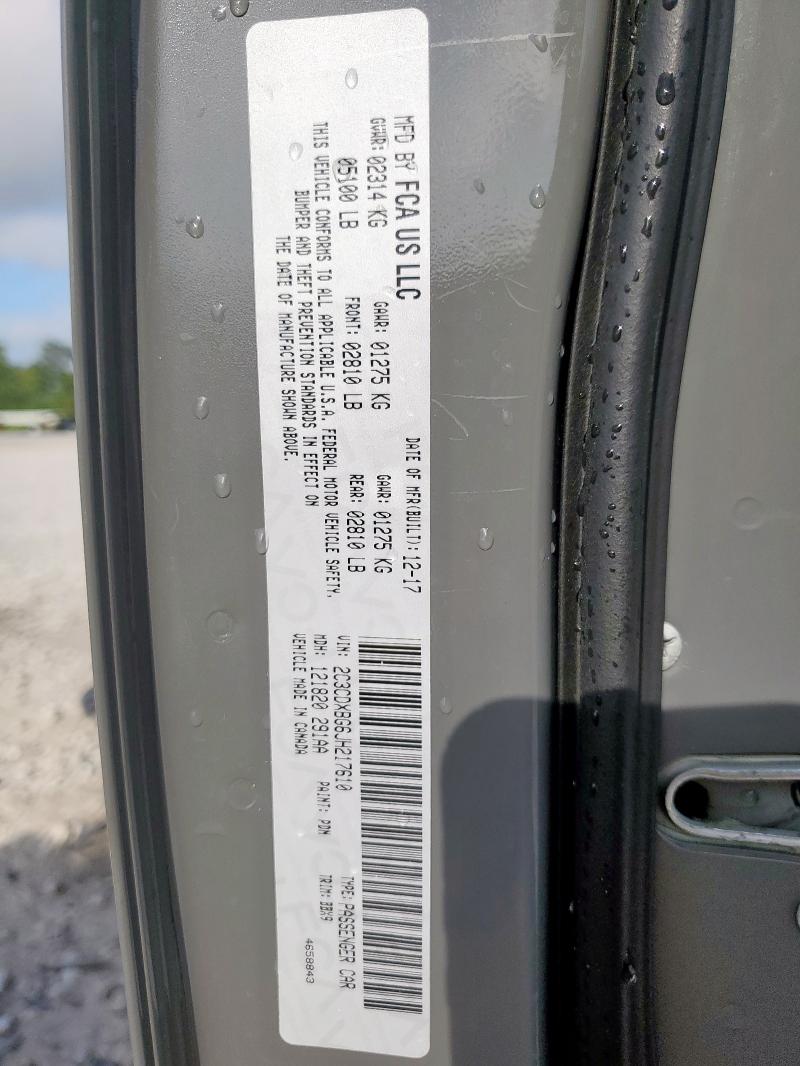 MFD BY FCA US LLC
DATE OF MFR(BUILT): 12-17
GVWR: 02314 KG GAWR: 01275 KG GAWR: 01275 KG
05100 LB FRONT: 02810 LB REAR: 02810 LB
THIS VEHICLE CONFORMS TO ALL APPLICABLE U.S.A. FEDERAL MOTOR VEHICLE SAFETY,
BUMPER AND THEFT PREVENTION STANDARDS IN EFFECT ON
THE DATE OF MANUFACTURE SHOWN ABOVE.
VIN: 2C3CDXBG6JH217610 TYPE: PASSENGER CAR
MDH: 121820 291AA PAINT: PDN TRIM: BBX9
VEHICLE MADE IN CANADA 4658843